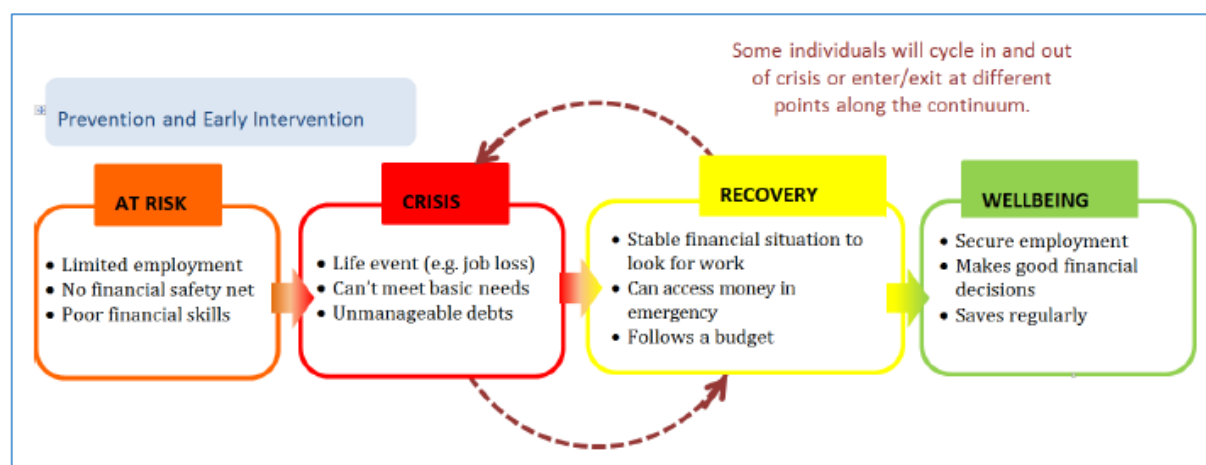 Some individuals will cycle in and out
of crisis or enter/exit at different
points along the continuum.
Prevention and Early Intervention
AT RISK
• Limited employment
• No financial safety net
• Poor financial skills
CRISIS
• Life event (e.g. job loss)
• Can't meet basic needs
• Unmanageable debts
RECOVERY
• Stable financial situation to
look for work
• Can access money in
emergency
• Follows a budget
WELLBEING
• Secure employment
• Makes good financial
decisions
• Saves regularly